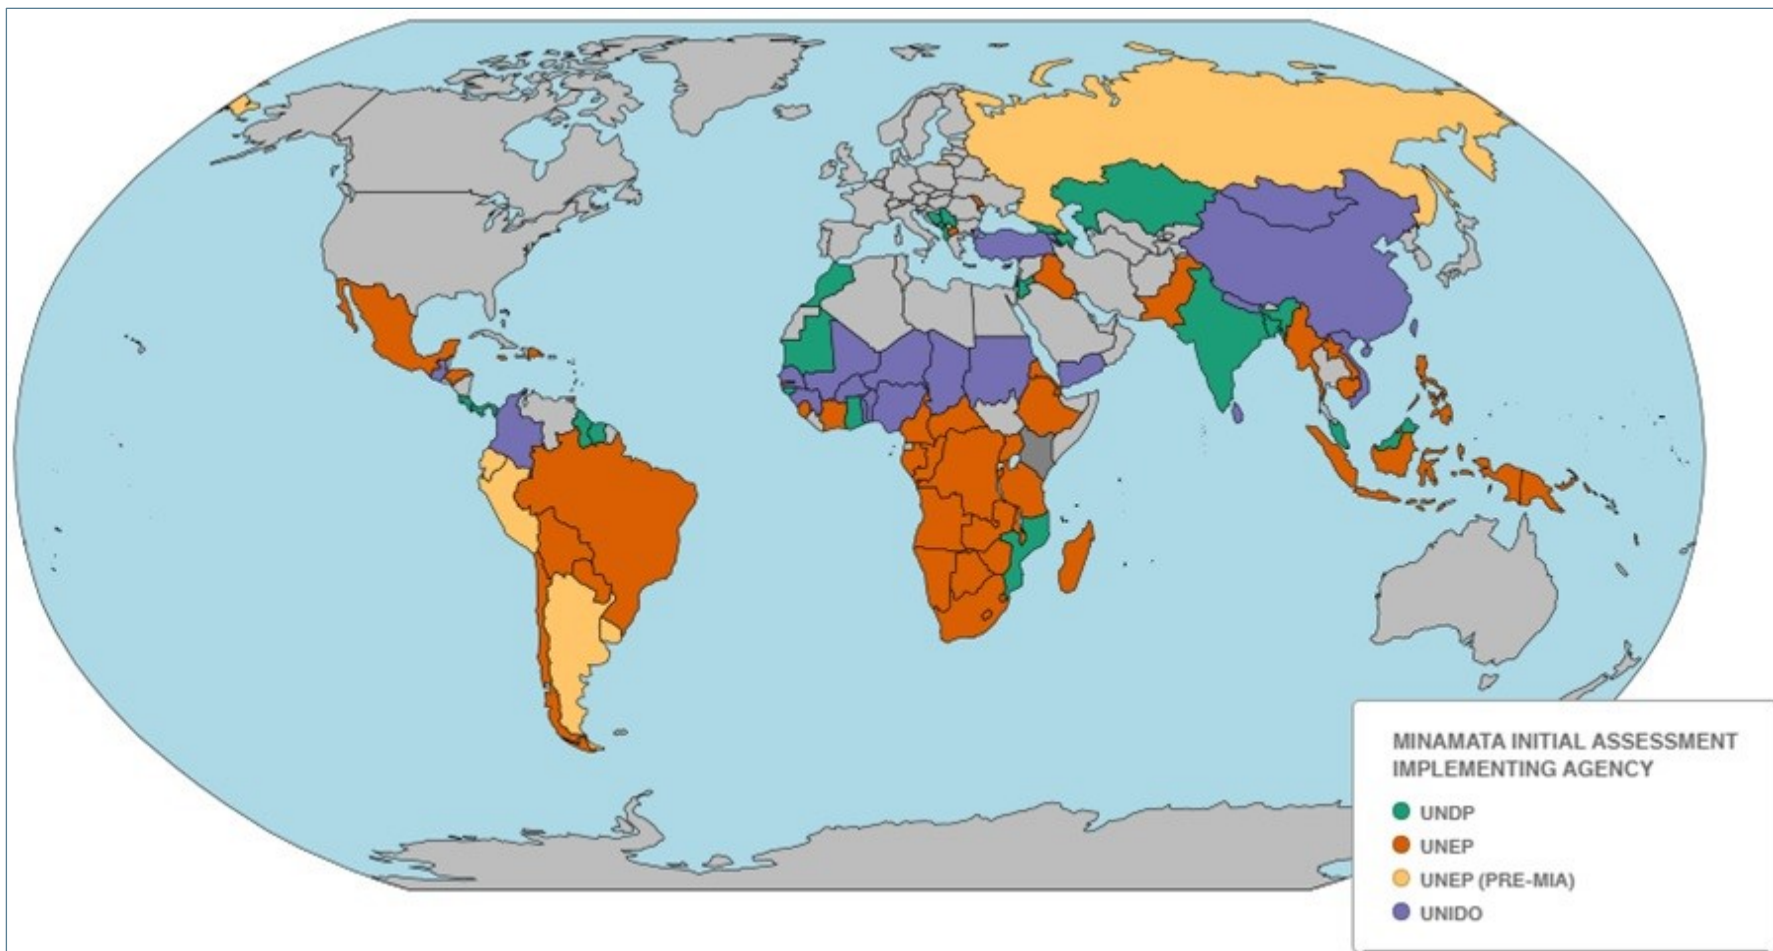 MINAMATA INITIAL ASSESSMENT
IMPLEMENTING AGENCY
UNDP
UNEP
UNEP (PRE-MIA)
UNIDO